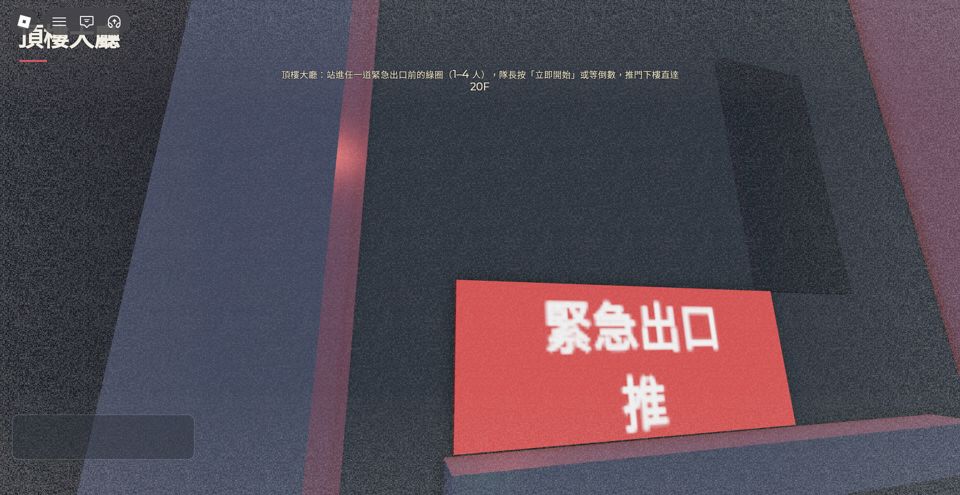 頂樓大廳
頂樓大廳：站進任一道緊急出口前的綠圈（1–4 人），隊長按「立即開始」或等倒數，推門下樓直達
20F
緊急出口
推